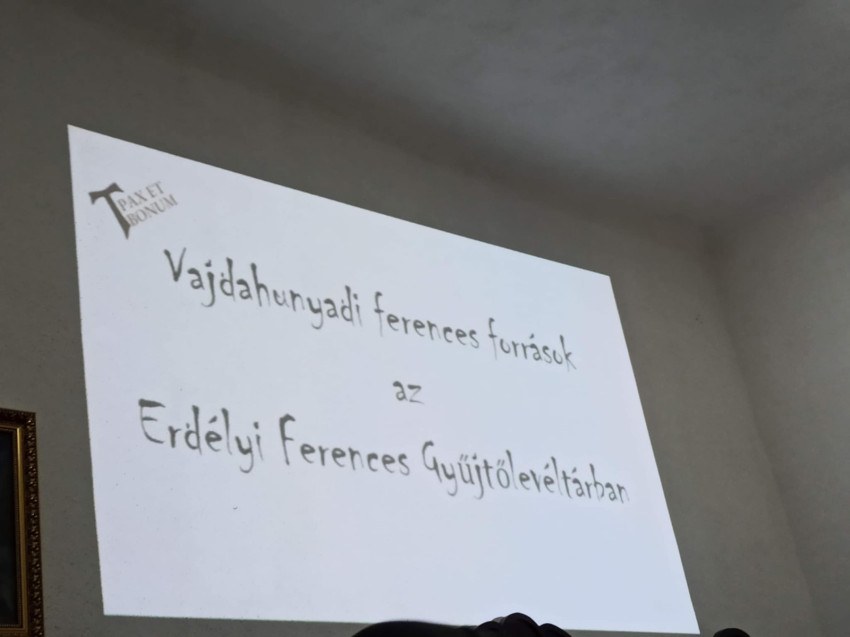 PAX ET
BONUM
Vajdahunyadi ferences források
az
Erdélyi Ferences Gyűjtőlevéltárban